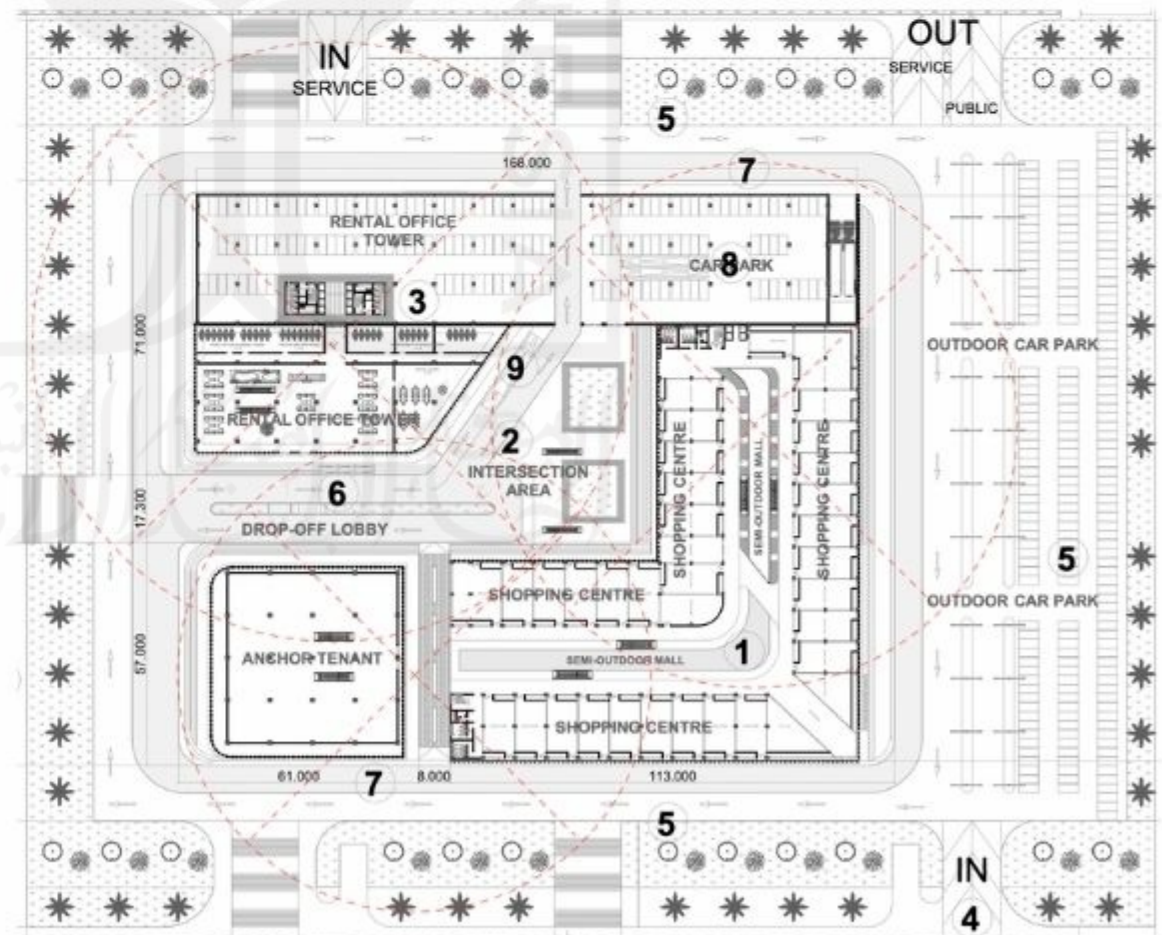 IN
SERVICE
OUT
SERVICE
PUBLIC
5
168.000
7
RENTAL OFFICE
TOWER
8
CAR PARK
3
71.000
OUTDOOR CAR PARK
9
RENTAL OFFICE TOWER
2
INTERSECTION
AREA
SHOPPING CENTRE
SEMI-OUTDOOR MALL
SHOPPING CENTRE
6
17.300
DROP-OFF LOBBY
5
SHOPPING CENTRE
OUTDOOR CAR PARK
57.000
ANCHOR TENANT
SEMI-OUTDOOR MALL
1
SHOPPING CENTRE
61.000
8.000
113.000
7
5
IN
4